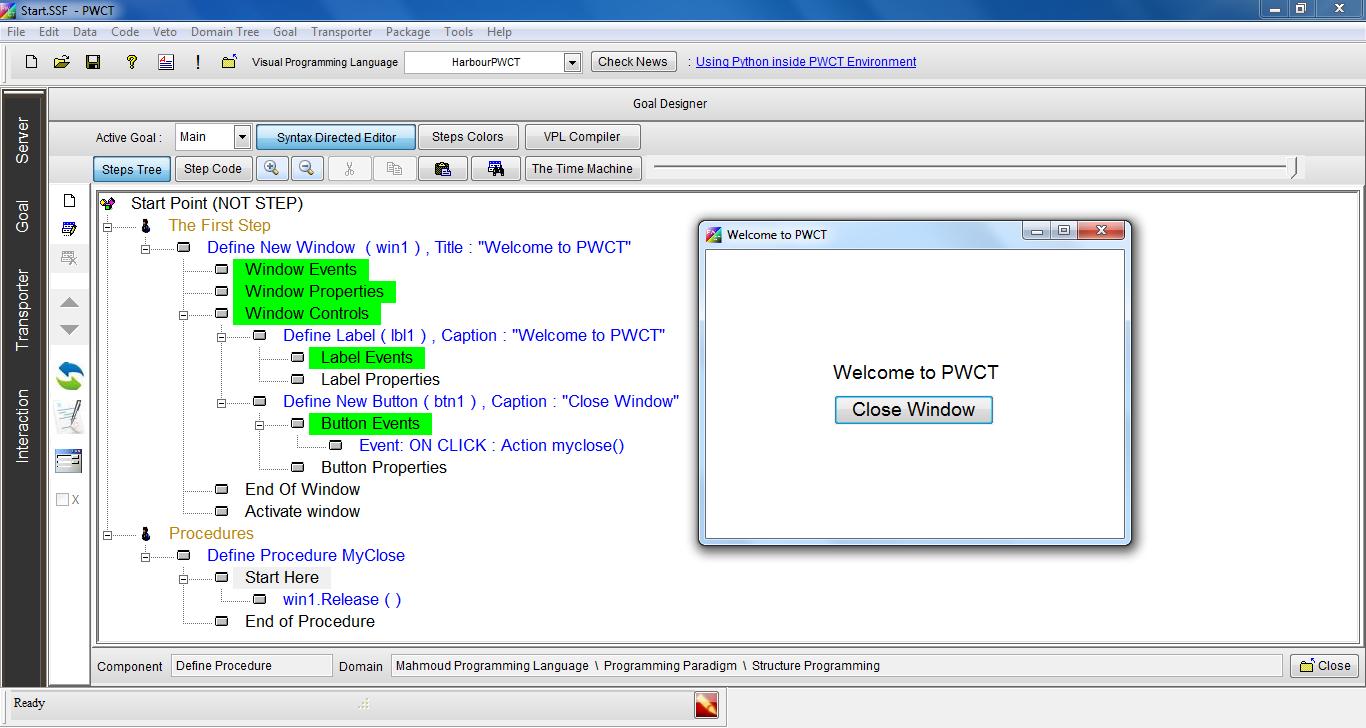 Start.SSF - PWCT
File Edit Data Code Veto Domain Tree Goal Transporter Package Tools Help
Visual Programming Language HarbourPWCT Check News : Using Python inside PWCT Environment
Goal Designer
Server
Goal
Transporter
Interaction
Active Goal : Main Syntax Directed Editor Steps Colors VPL Compiler
Steps Tree Step Code The Time Machine
X
Start Point (NOT STEP)
The First Step
Define New Window ( win1 ) , Title : "Welcome to PWCT"
Window Events
Window Properties
Window Controls
Define Label ( lbl1 ) , Caption : "Welcome to PWCT"
Label Events
Label Properties
Define New Button ( btn1 ) , Caption : "Close Window"
Button Events
Event: ON CLICK : Action myclose()
Button Properties
End Of Window
Activate window
Procedures
Define Procedure MyClose
Start Here
win1.Release ( )
End of Procedure
Welcome to PWCT
Welcome to PWCT
Close Window
Component Define Procedure Domain Mahmoud Programming Language \ Programming Paradigm \ Structure Programming Close
Ready